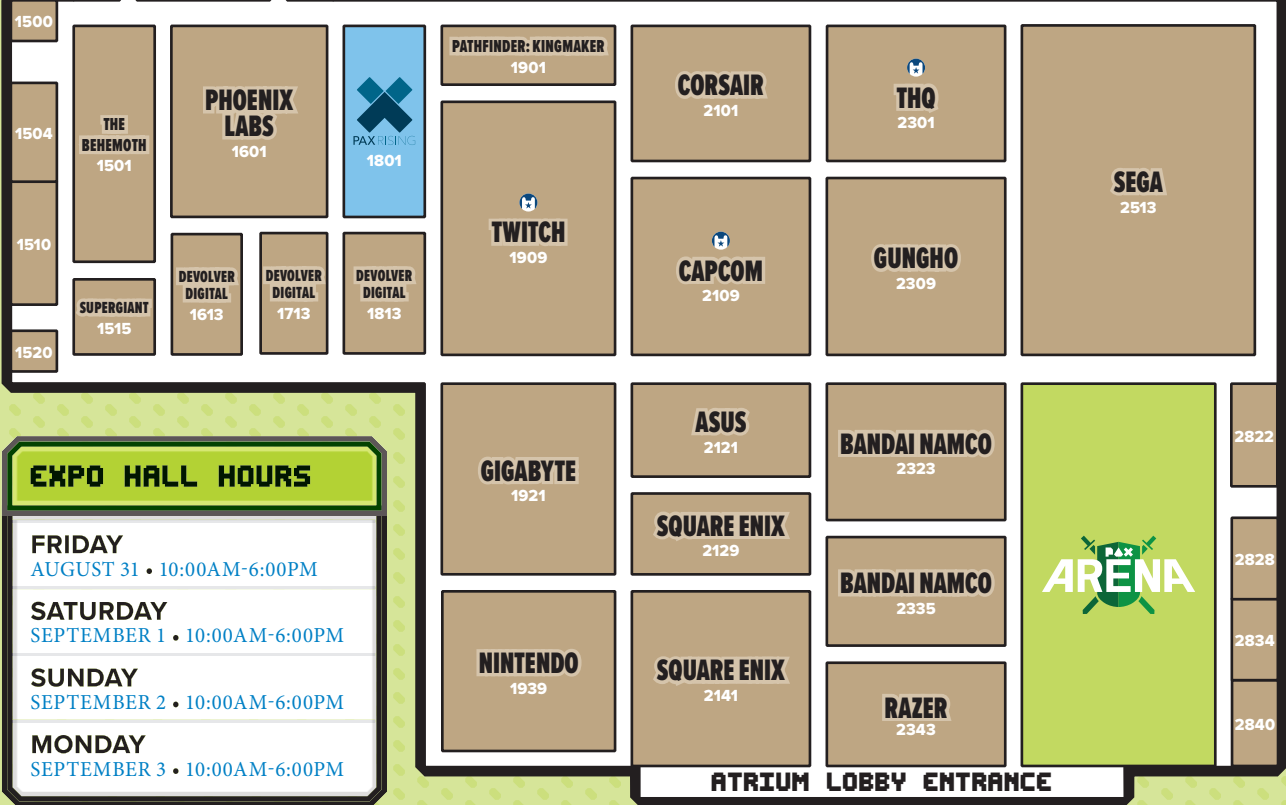 1500
1504
1510
1520
THE
BEHEMOTH
1501
SUPERGIANT
1515
PHOENIX
LABS
1601
DEVOLVER
DIGITAL
1613
DEVOLVER
DIGITAL
1713
PAX RISING
1801
DEVOLVER
DIGITAL
1813
PATHFINDER: KINGMAKER
1901
TWITCH
1909
CORSAIR
2101
CAPCOM
2109
THQ
2301
GUNGHO
2309
SEGA
2513
GIGABYTE
1921
NINTENDO
1939
ASUS
2121
SQUARE ENIX
2129
SQUARE ENIX
2141
BANDAI NAMCO
2323
BANDAI NAMCO
2335
RAZER
2343
PAX
ARENA
2822
2828
2834
2840
ATRIUM LOBBY ENTRANCE
EXPO HALL HOURS
FRIDAY
AUGUST 31 • 10:00AM-6:00PM
SATURDAY
SEPTEMBER 1 • 10:00AM-6:00PM
SUNDAY
SEPTEMBER 2 • 10:00AM-6:00PM
MONDAY
SEPTEMBER 3 • 10:00AM-6:00PM